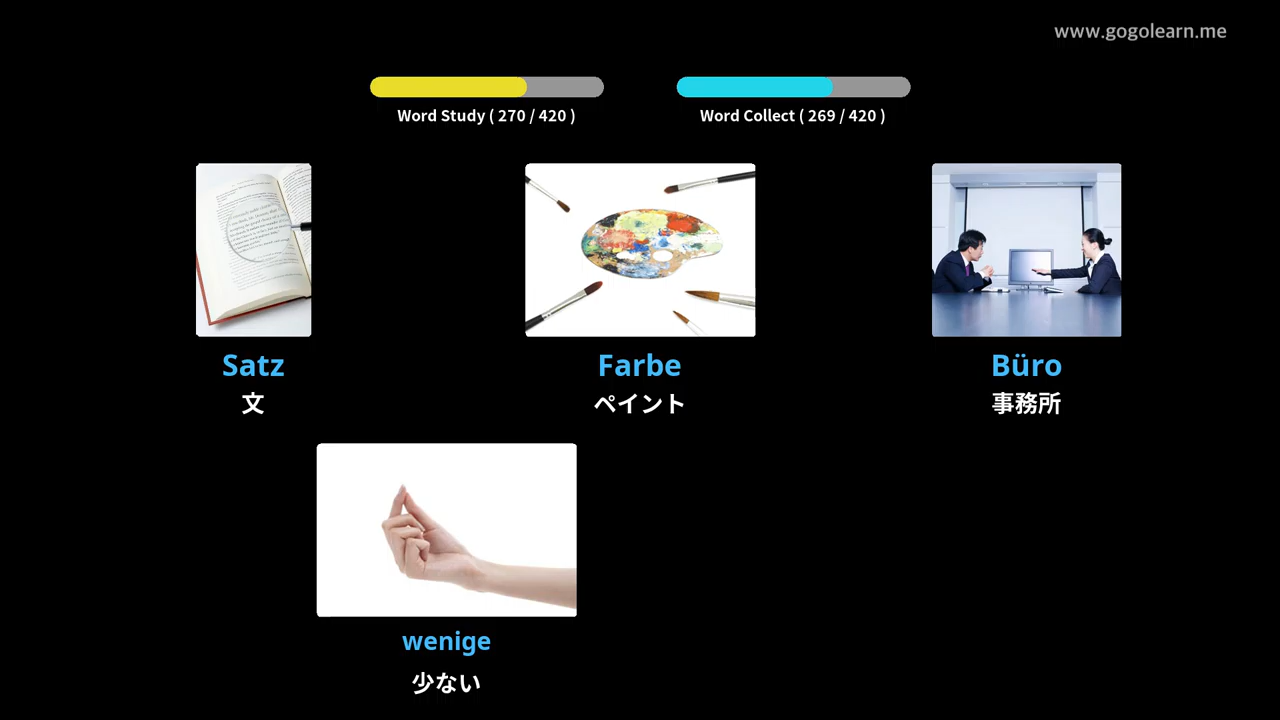 www.gogolearn.me
Word Study ( 270 / 420 )
Word Collect ( 269 / 420 )
Satz
文
Farbe
ペイント
Büro
事務所
wenige
少ない